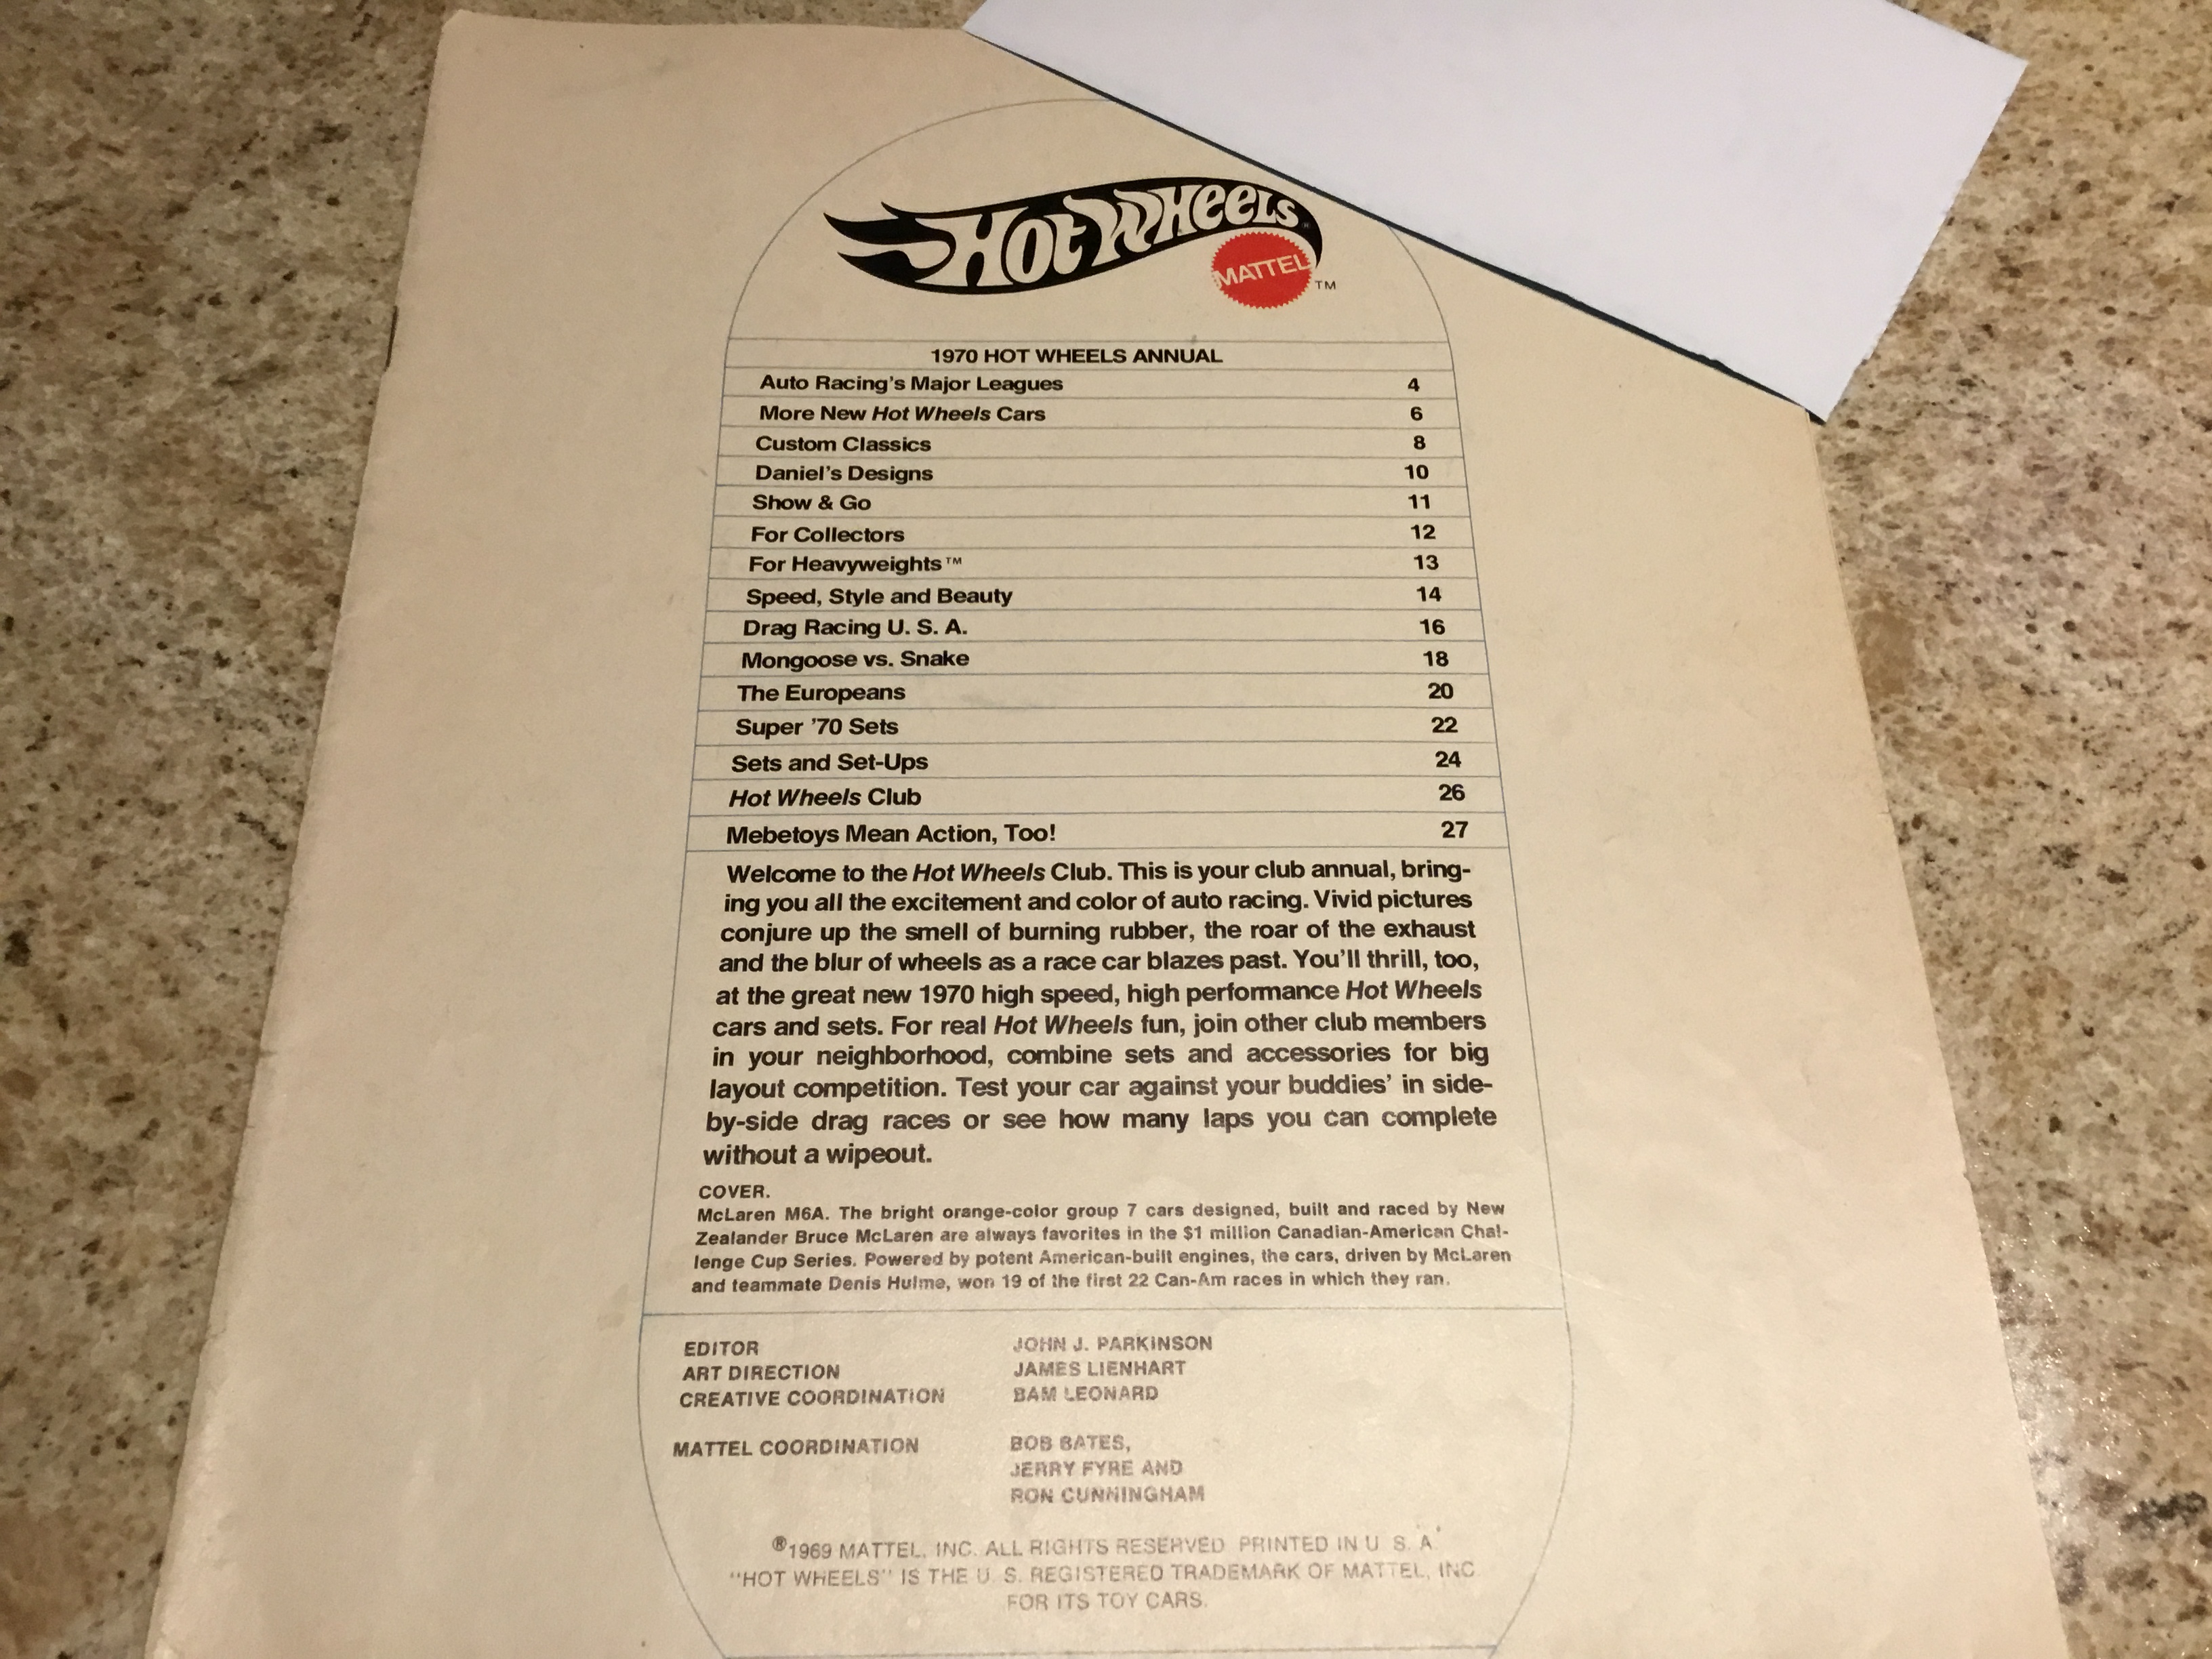 Hot Wheels
MATTEL TM
1970 HOT WHEELS ANNUAL
Auto Racing's Major Leagues 4
More New Hot Wheels Cars 6
Custom Classics 8
Daniel's Designs 10
Show & Go 11
For Collectors 12
For Heavyweights™ 13
Speed, Style and Beauty 14
Drag Racing U. S. A. 16
Mongoose vs. Snake 18
The Europeans 20
Super '70 Sets 22
Sets and Set-Ups 24
Hot Wheels Club 26
Mebetoys Mean Action, Too! 27
Welcome to the Hot Wheels Club. This is your club annual, bring-
ing you all the excitement and color of auto racing. Vivid pictures
conjure up the smell of burning rubber, the roar of the exhaust
and the blur of wheels as a race car blazes past. You'll thrill, too,
at the great new 1970 high speed, high performance Hot Wheels
cars and sets. For real Hot Wheels fun, join other club members
in your neighborhood, combine sets and accessories for big
layout competition. Test your car against your buddies' in side-
by-side drag races or see how many laps you can complete
without a wipeout.
COVER.
McLaren M6A. The bright orange-color group 7 cars designed, built and raced by New
Zealander Bruce McLaren are always favorites in the $1 million Canadian-American Chal-
lenge Cup Series. Powered by potent American-built engines, the cars, driven by McLaren
and teammate Denis Hulme, won 19 of the first 22 Can-Am races in which they ran.
EDITOR JOHN J. PARKINSON
ART DIRECTION JAMES LIENHART
CREATIVE COORDINATION BAM LEONARD
MATTEL COORDINATION BOB BATES,
JERRY FYRE AND
RON CUNNINGHAM
®1969 MATTEL, INC. ALL RIGHTS RESERVED. PRINTED IN U. S. A.
"HOT WHEELS" IS THE U. S. REGISTERED TRADEMARK OF MATTEL, INC.
FOR ITS TOY CARS.